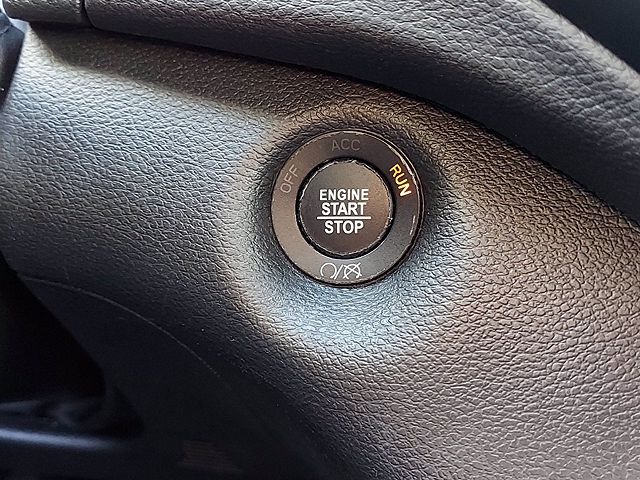 OFF
ACC
RUN
ENGINE
START
STOP